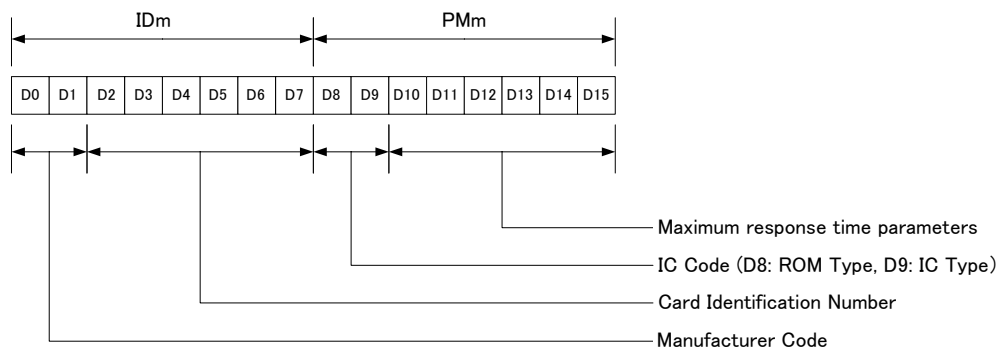 IDm PMm
D0 D1 D2 D3 D4 D5 D6 D7 D8 D9 D10 D11 D12 D13 D14 D15
Maximum response time parameters
IC Code (D8: ROM Type, D9: IC Type)
Card Identification Number
Manufacturer Code